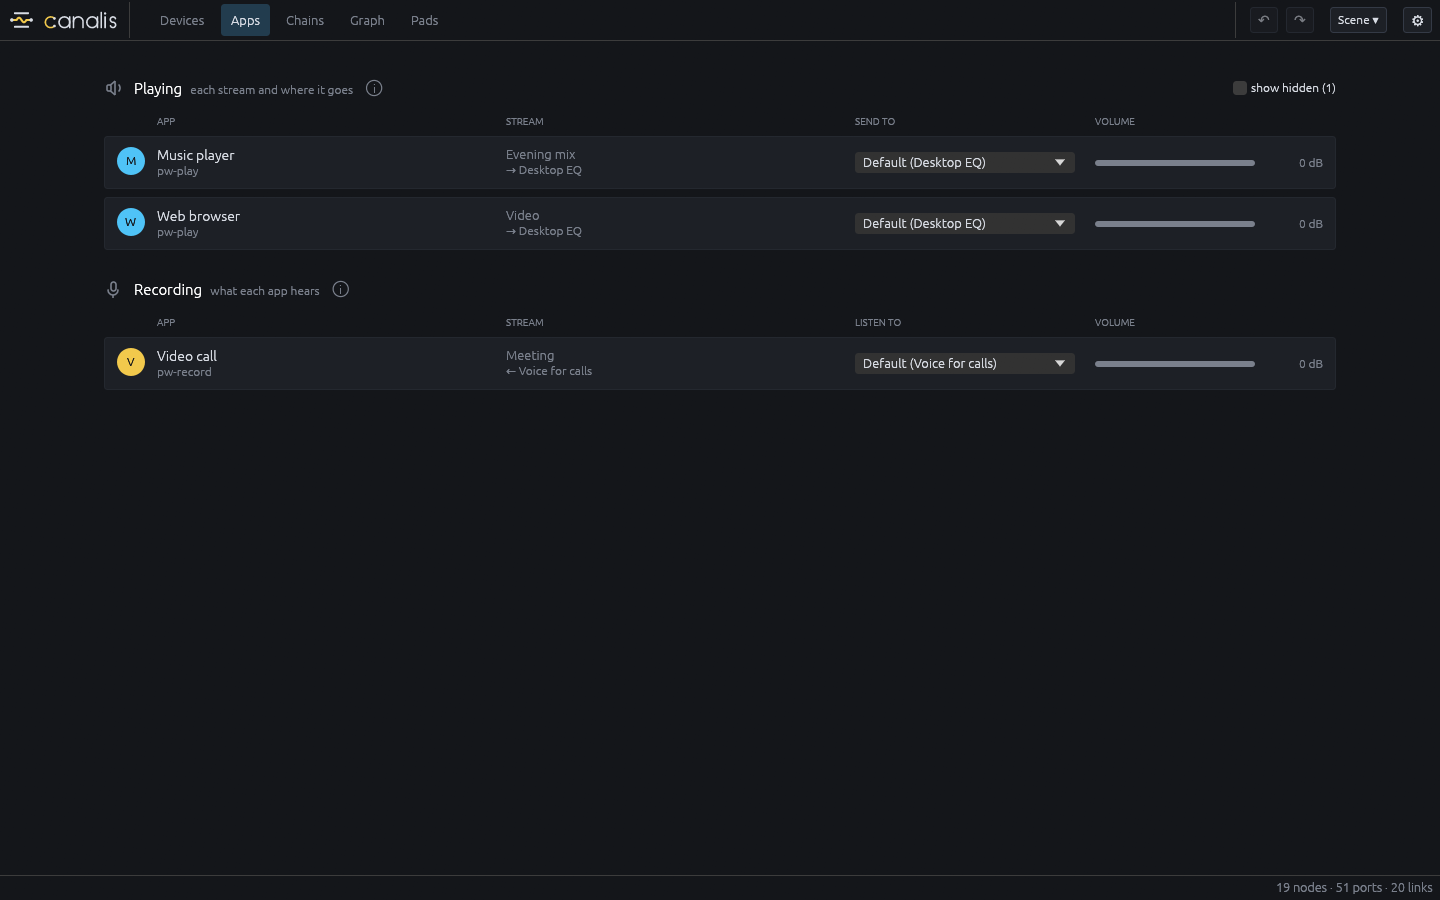 canalis
Devices
Apps
Chains
Graph
Pads
Scene ▾
Playing each stream and where it goes
show hidden (1)
APP STREAM SEND TO VOLUME
M
Music player
pw-play
Evening mix
→ Desktop EQ
Default (Desktop EQ)
0 dB
W
Web browser
pw-play
Video
→ Desktop EQ
Default (Desktop EQ)
0 dB
Recording what each app hears
APP STREAM LISTEN TO VOLUME
V
Video call
pw-record
Meeting
← Voice for calls
Default (Voice for calls)
0 dB
19 nodes · 51 ports · 20 links